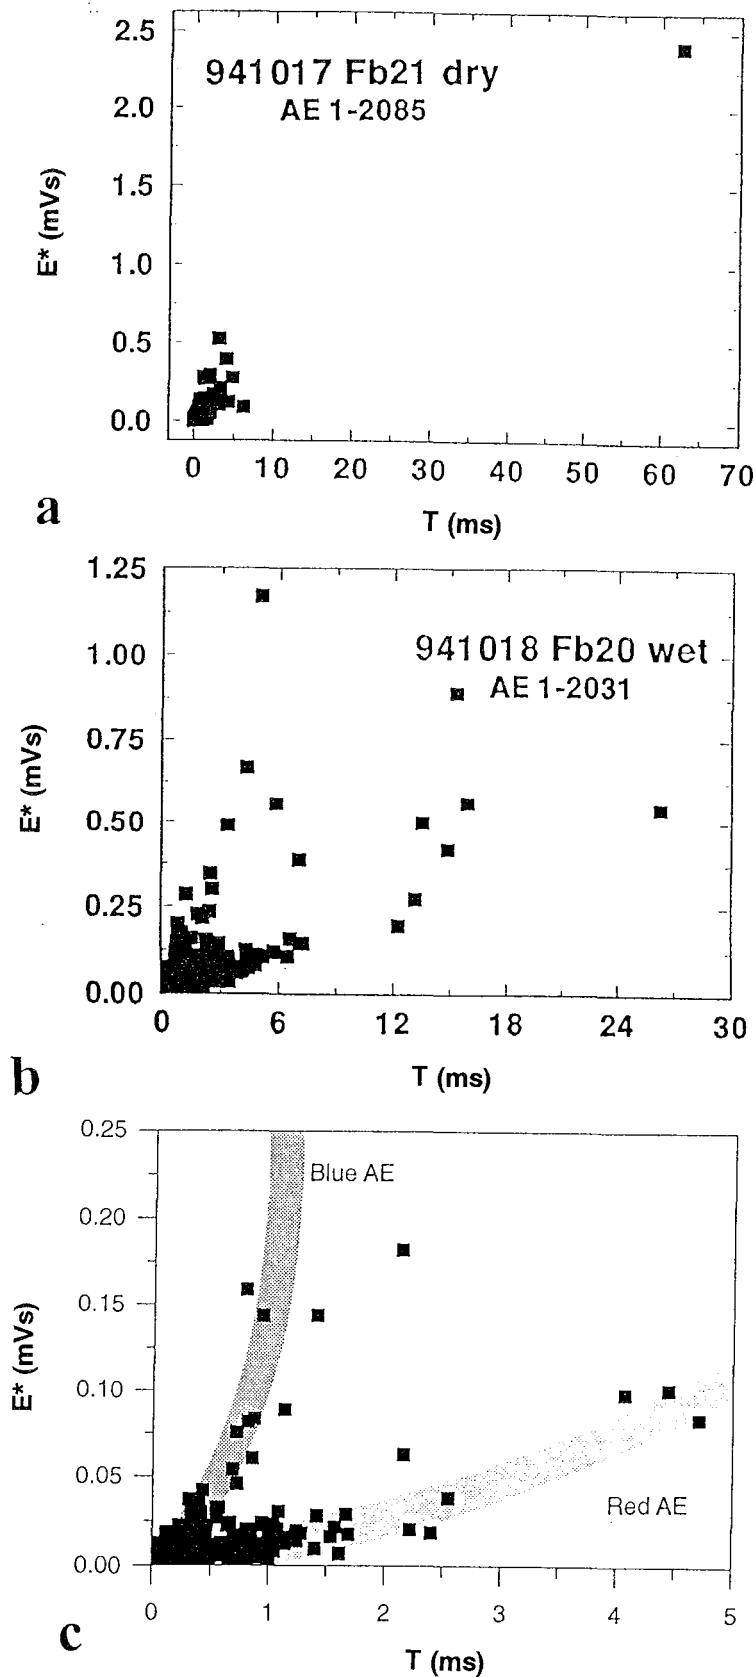 2.5
941017 Fb21 dry
AE 1-2085
2.0
1.5
1.0
0.5
0.0
E* (mVs)
0 10 20 30 40 50 60 70
T (ms)
a
1.25
941018 Fb20 wet
AE 1-2031
1.00
0.75
0.50
0.25
0.00
E* (mVs)
0 6 12 18 24 30
T (ms)
b
0.25
Blue AE
0.20
0.15
0.10
0.05
0.00
E* (mVs)
Red AE
0 1 2 3 4 5
T (ms)
c